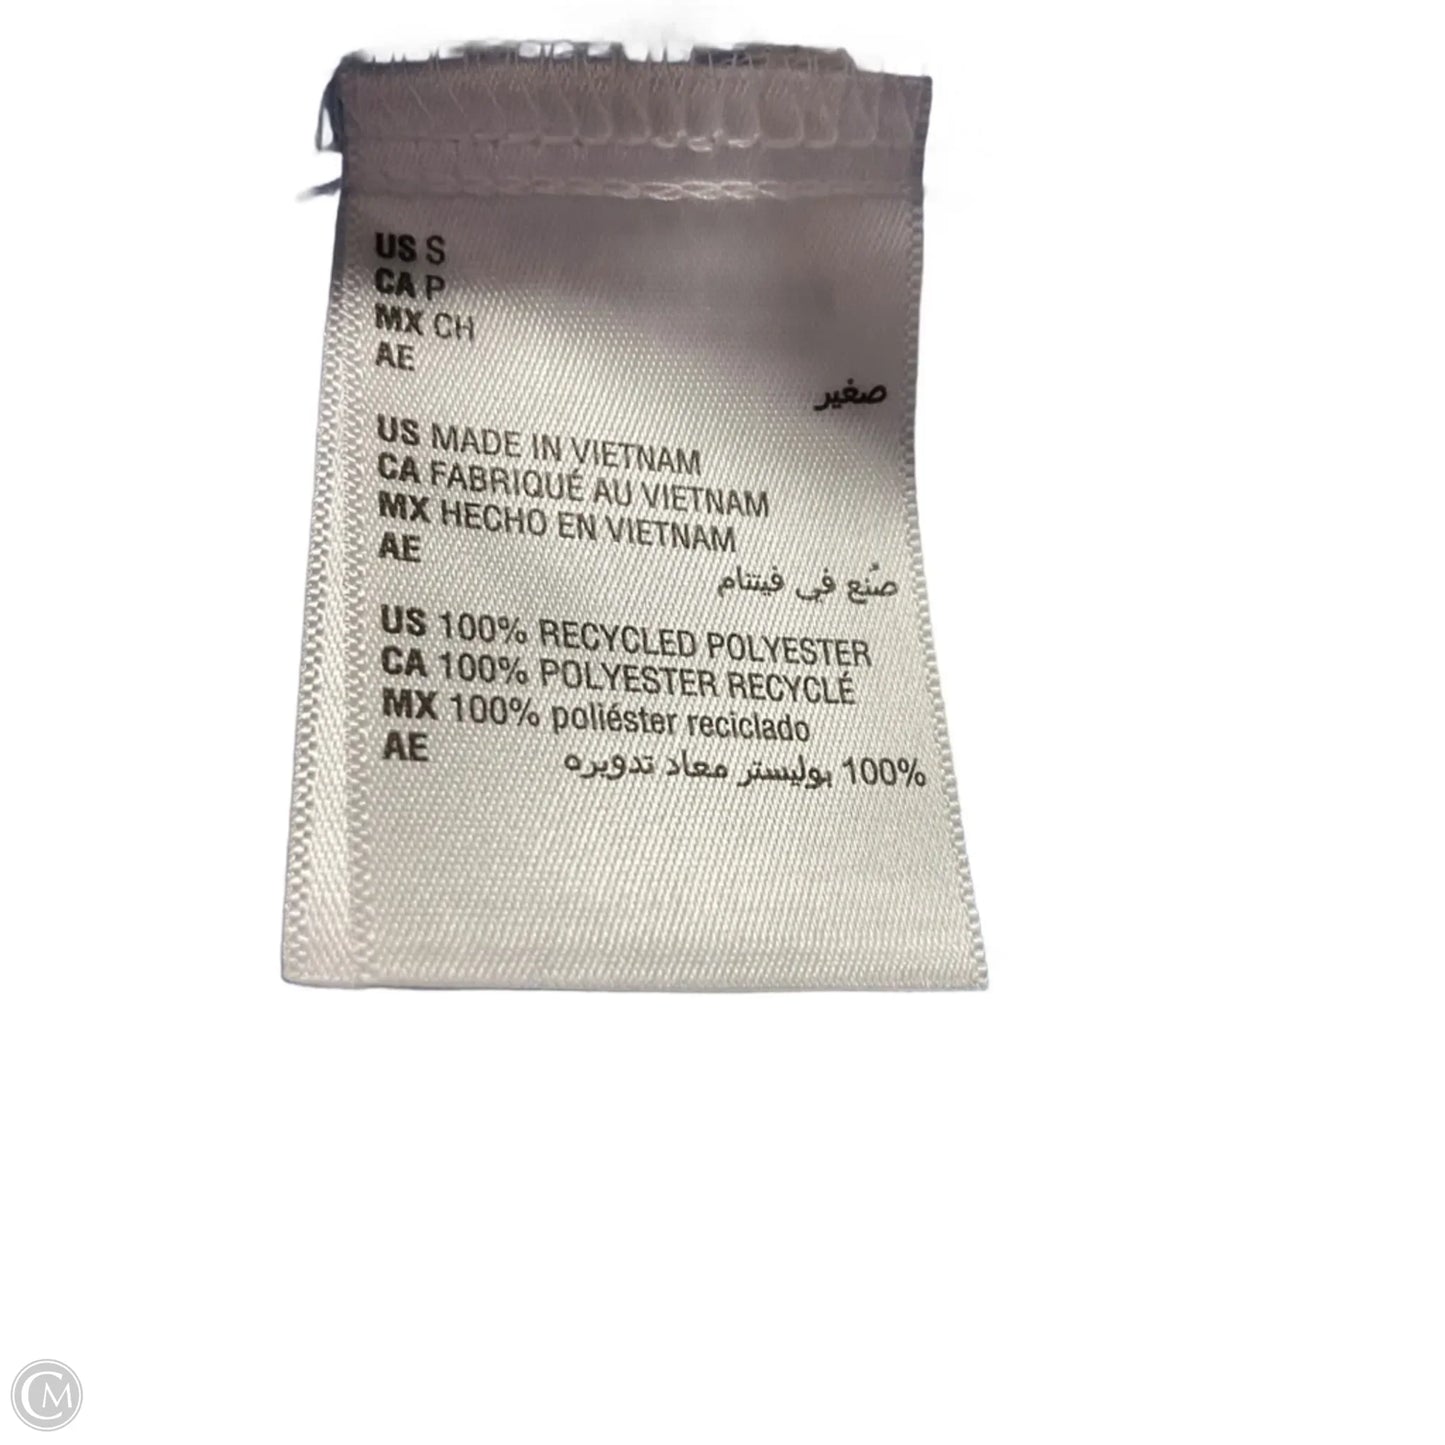 US S
CA P
MX CH
AE
صغير
US MADE IN VIETNAM
CA FABRIQUÉ AU VIETNAM
MX HECHO EN VIETNAM
AE
صُنع في فيتنام
US 100% RECYCLED POLYESTER
CA 100% POLYESTER RECYCLÉ
MX 100% poliéster reciclado
AE
100% بوليستر معاد تدويره
CM